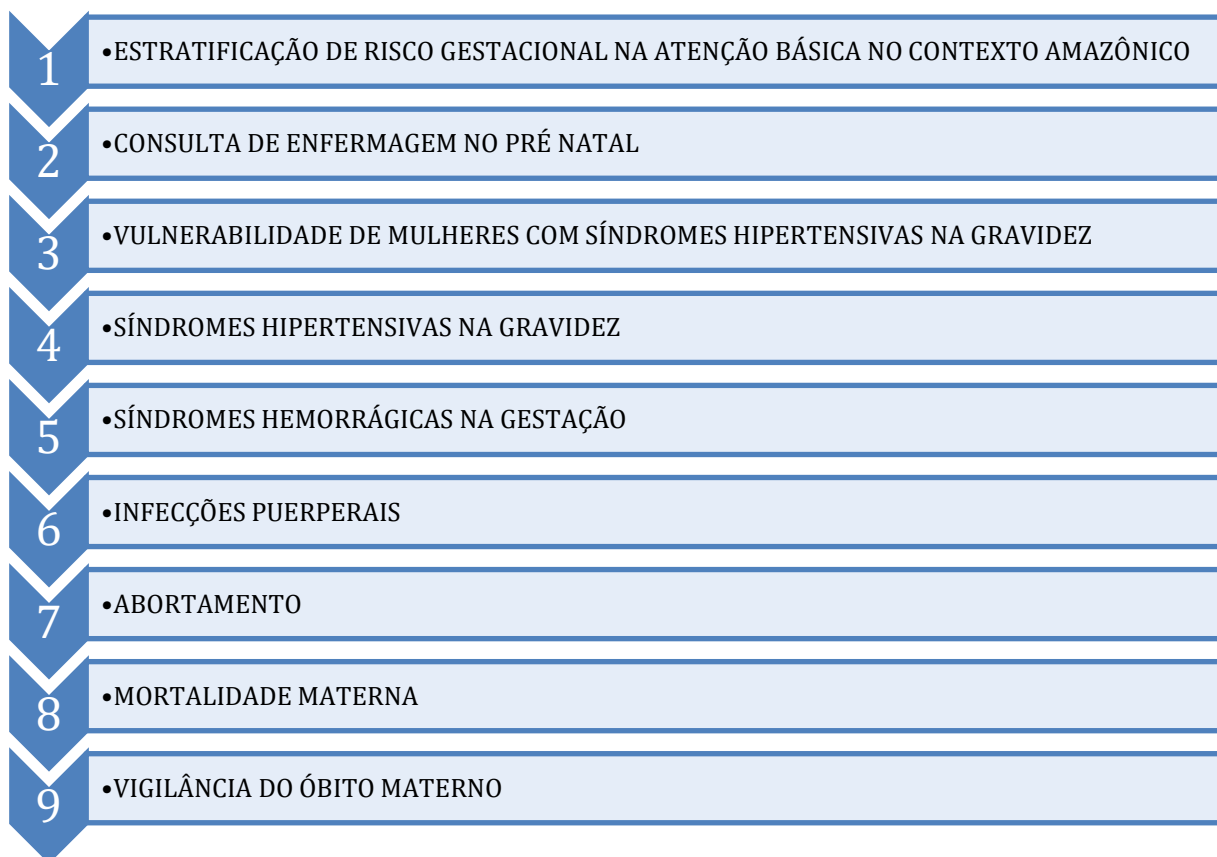 1 •ESTRATIFICAÇÃO DE RISCO GESTACIONAL NA ATENÇÃO BÁSICA NO CONTEXTO AMAZÔNICO
2 •CONSULTA DE ENFERMAGEM NO PRÉ NATAL
3 •VULNERABILIDADE DE MULHERES COM SÍNDROMES HIPERTENSIVAS NA GRAVIDEZ
4 •SÍNDROMES HIPERTENSIVAS NA GRAVIDEZ
5 •SÍNDROMES HEMORRÁGICAS NA GESTAÇÃO
6 •INFECÇÕES PUERPERAIS
7 •ABORTAMENTO
8 •MORTALIDADE MATERNA
9 •VIGILÂNCIA DO ÓBITO MATERNO